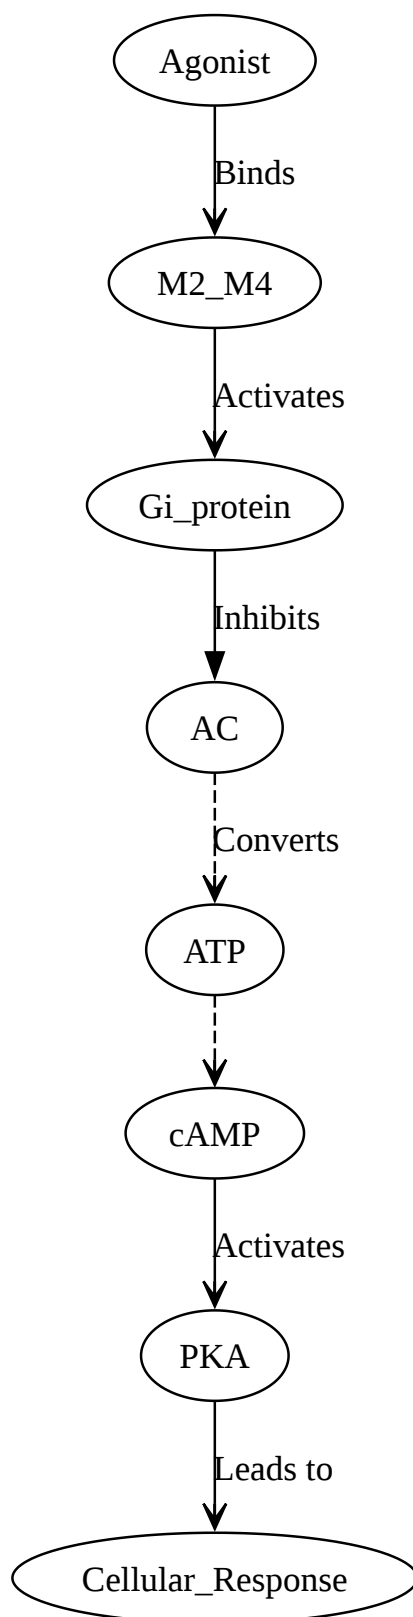 Agonist
Binds
M2_M4
Activates
Gi_protein
Inhibits
AC
Converts
ATP
cAMP
Activates
PKA
Leads to
Cellular_Response